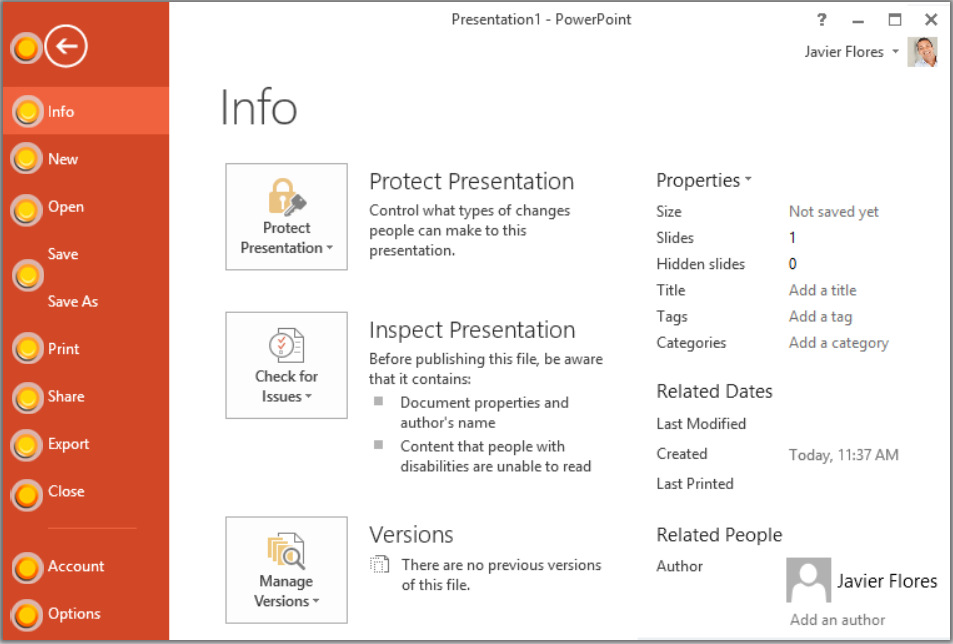 Presentation1 - PowerPoint
?
Javier Flores
Info
New
Open
Save
Save As
Print
Share
Export
Close
Account
Options
Info
Protect
Presentation
Protect Presentation
Control what types of changes
people can make to this
presentation.
Check for
Issues
Inspect Presentation
Before publishing this file, be aware
that it contains:
Document properties and
author's name
Content that people with
disabilities are unable to read
Manage
Versions
Versions
There are no previous versions
of this file.
Properties
Size Not saved yet
Slides 1
Hidden slides 0
Title Add a title
Tags Add a tag
Categories Add a category
Related Dates
Last Modified
Created Today, 11:37 AM
Last Printed
Related People
Author Javier Flores
Add an author